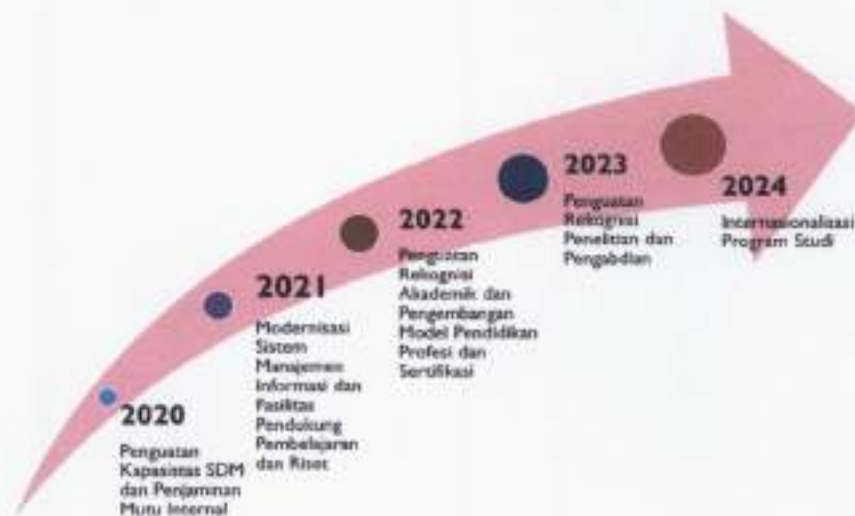 2020
Penguatan
Kapasistas SDM
dan Penjaminan
Mutu Internal
2021
Modernisasi
Sistem
Manajemen
Informasi dan
Fasilitas
Pendukung
Pembelajaran
dan Riset
2022
Penguatan
Rekognisi
Akademik dan
Pengembangan
Model Pendidikan
Profesi dan
Sertifikasi
2023
Penguatan
Rekognisi
Penelitian dan
Pengabdian
2024
Internasionalisasi
Program Studi